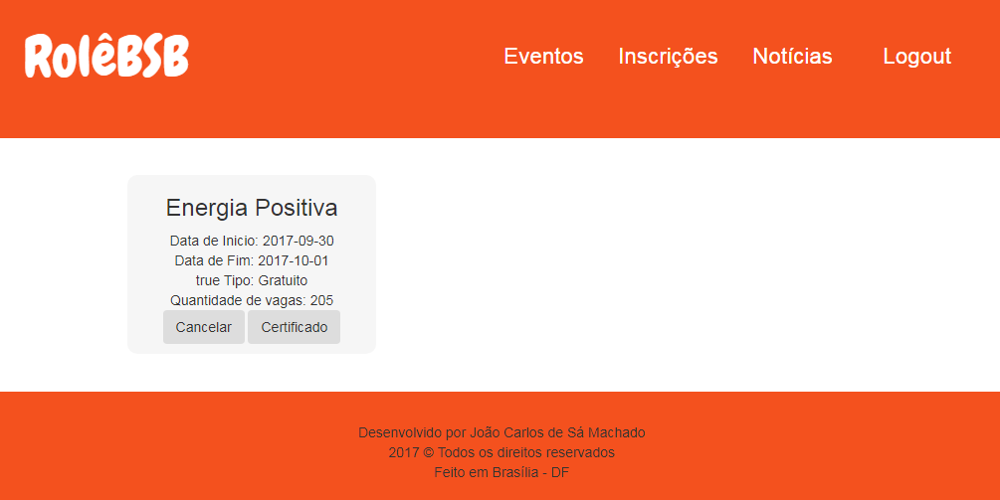 RolêBSB
Eventos Inscrições Notícias Logout
Energia Positiva
Data de Inicio: 2017-09-30
Data de Fim: 2017-10-01
true Tipo: Gratuito
Quantidade de vagas: 205
Cancelar Certificado
Desenvolvido por João Carlos de Sá Machado
2017 © Todos os direitos reservados
Feito em Brasília - DF